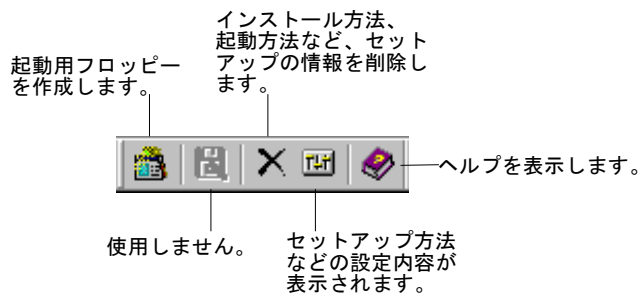 インストール方法、
起動方法など、セット
アップの情報を削除し
ます。
起動用フロッピー
を作成します。
ヘルプを表示します。
使用しません。
セットアップ方法
などの設定内容が
表示されます。